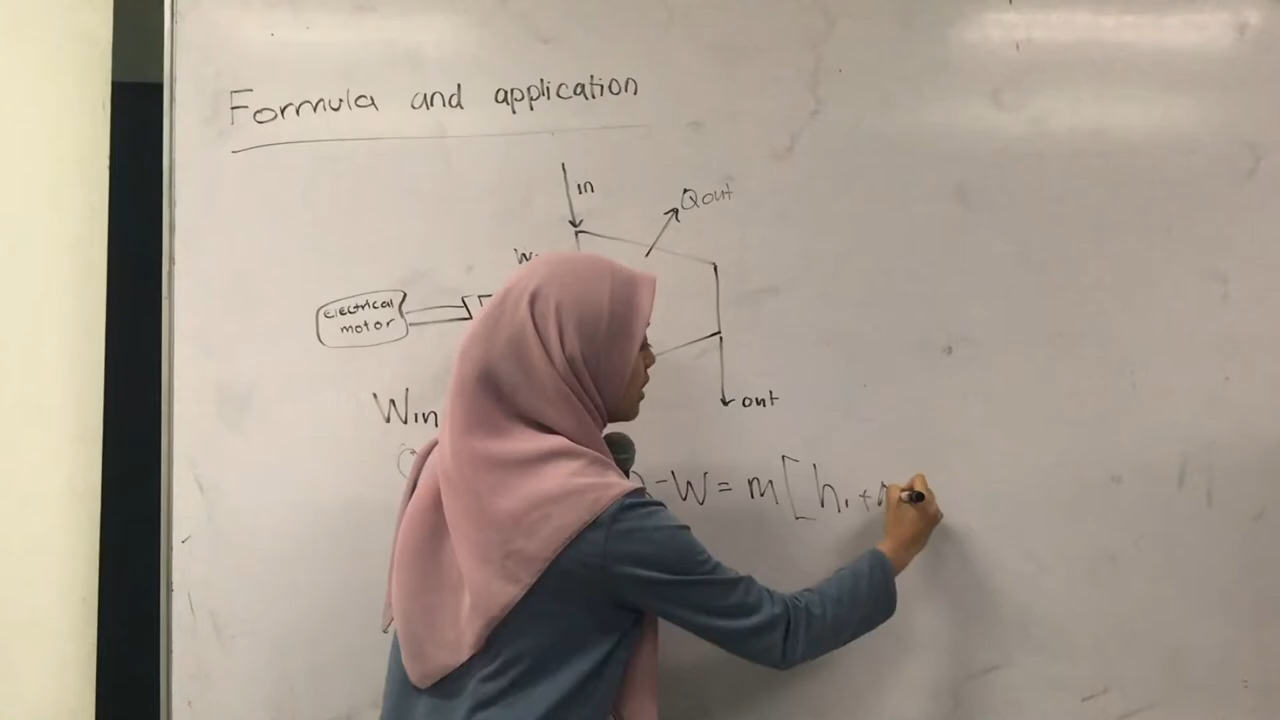 Formula and application
in
Qout
electrical
motor
Win
out
-W = m[h₁+